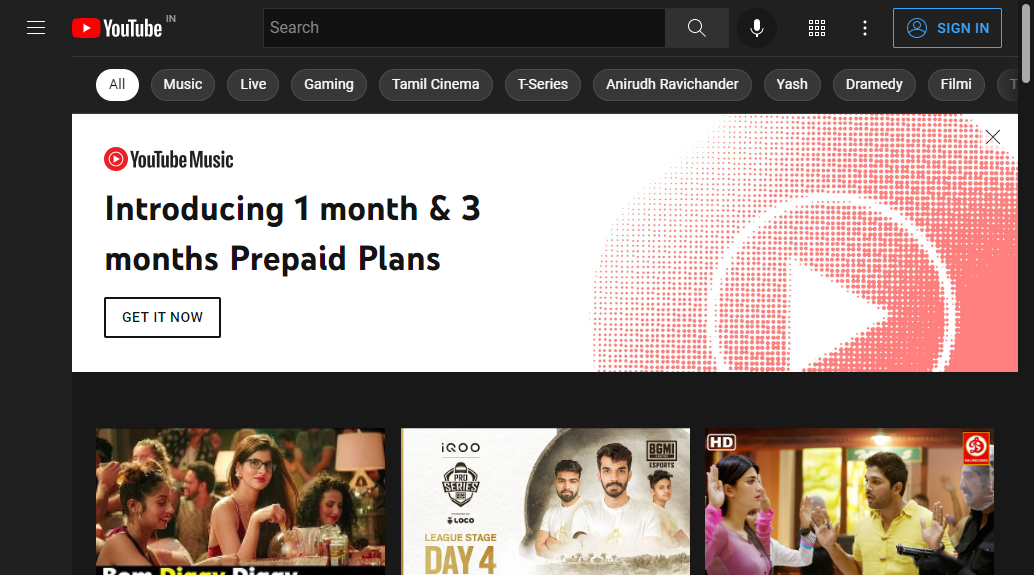 YouTube IN
Search
SIGN IN
All
Music
Live
Gaming
Tamil Cinema
T-Series
Anirudh Ravichander
Yash
Dramedy
Filmi
YouTube Music
Introducing 1 month & 3
months Prepaid Plans
GET IT NOW
Bom Diggy Diggy
iQOO
PRO
SERIES
BGMI
LOCO
LEAGUE STAGE
DAY 4
BGMI
ESPORTS
HD